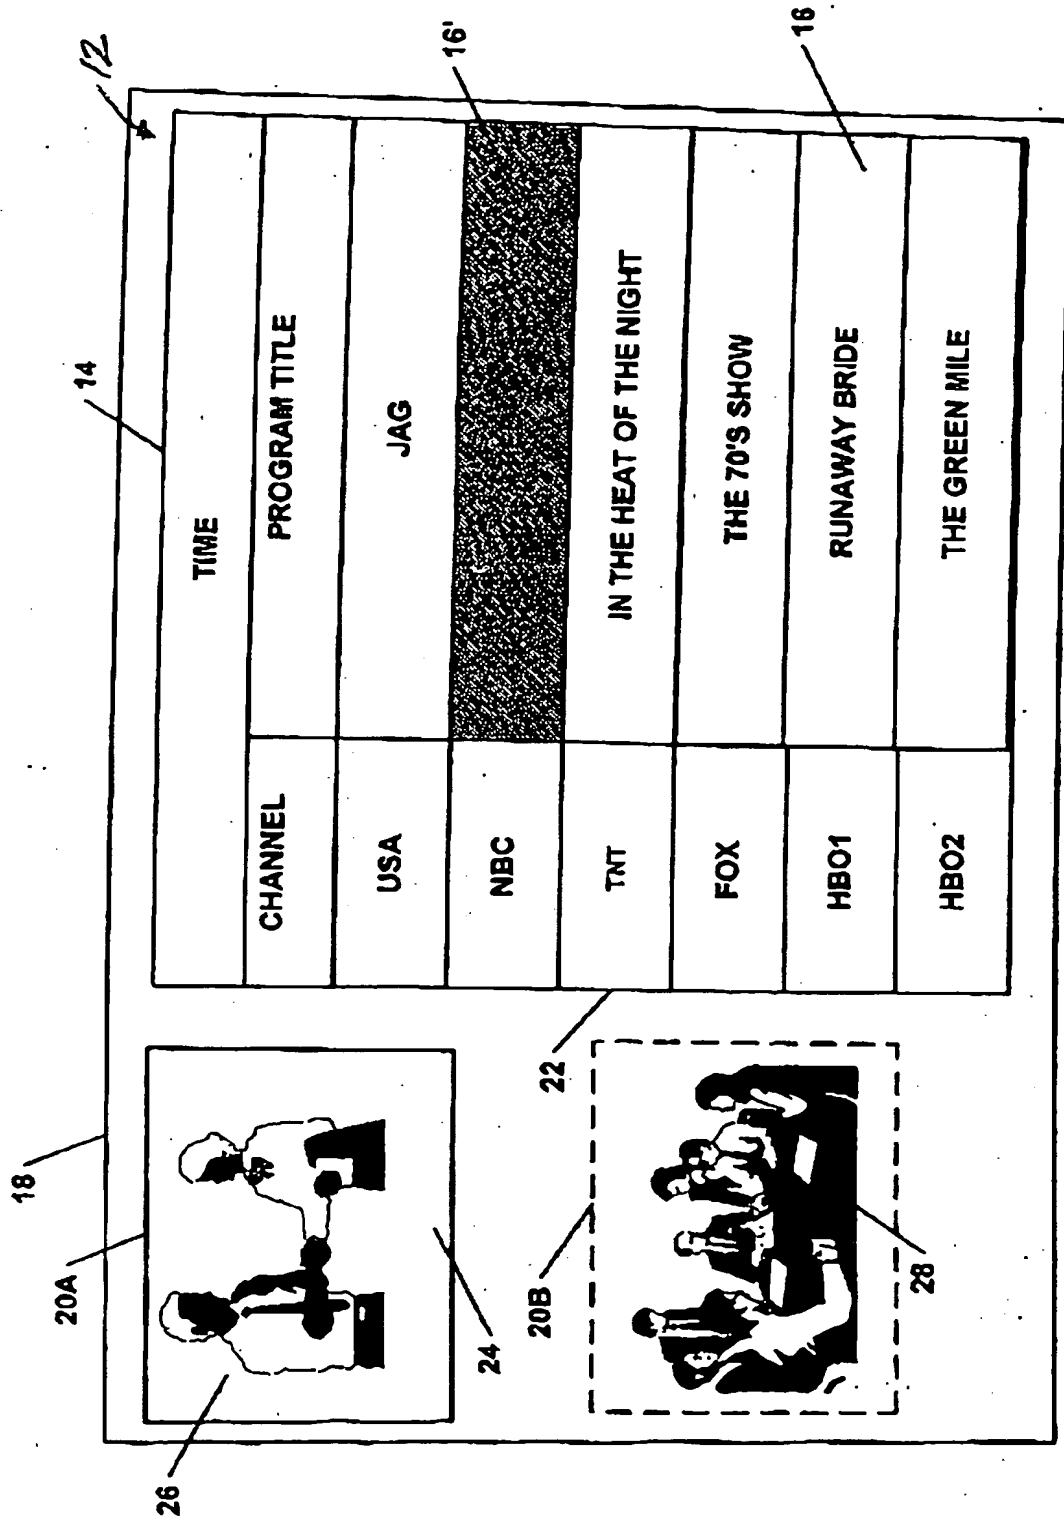 12
18
14
20A
TIME
CHANNEL PROGRAM TITLE
26
USA JAG
24
NBC
16'
22
TNT IN THE HEAT OF THE NIGHT
20B
FOX THE 70'S SHOW
HBO1 RUNAWAY BRIDE
16
28
HBO2 THE GREEN MILE